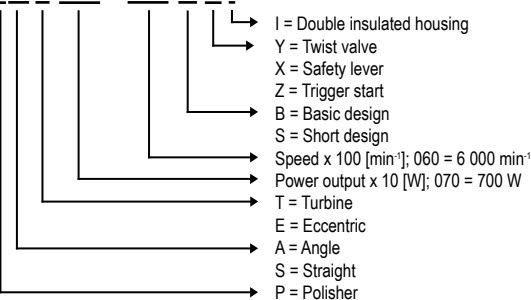 I = Double insulated housing
Y = Twist valve
X = Safety lever
Z = Trigger start
B = Basic design
S = Short design
Speed x 100 [min⁻¹]; 060 = 6 000 min⁻¹
Power output x 10 [W]; 070 = 700 W
T = Turbine
E = Eccentric
A = Angle
S = Straight
P = Polisher